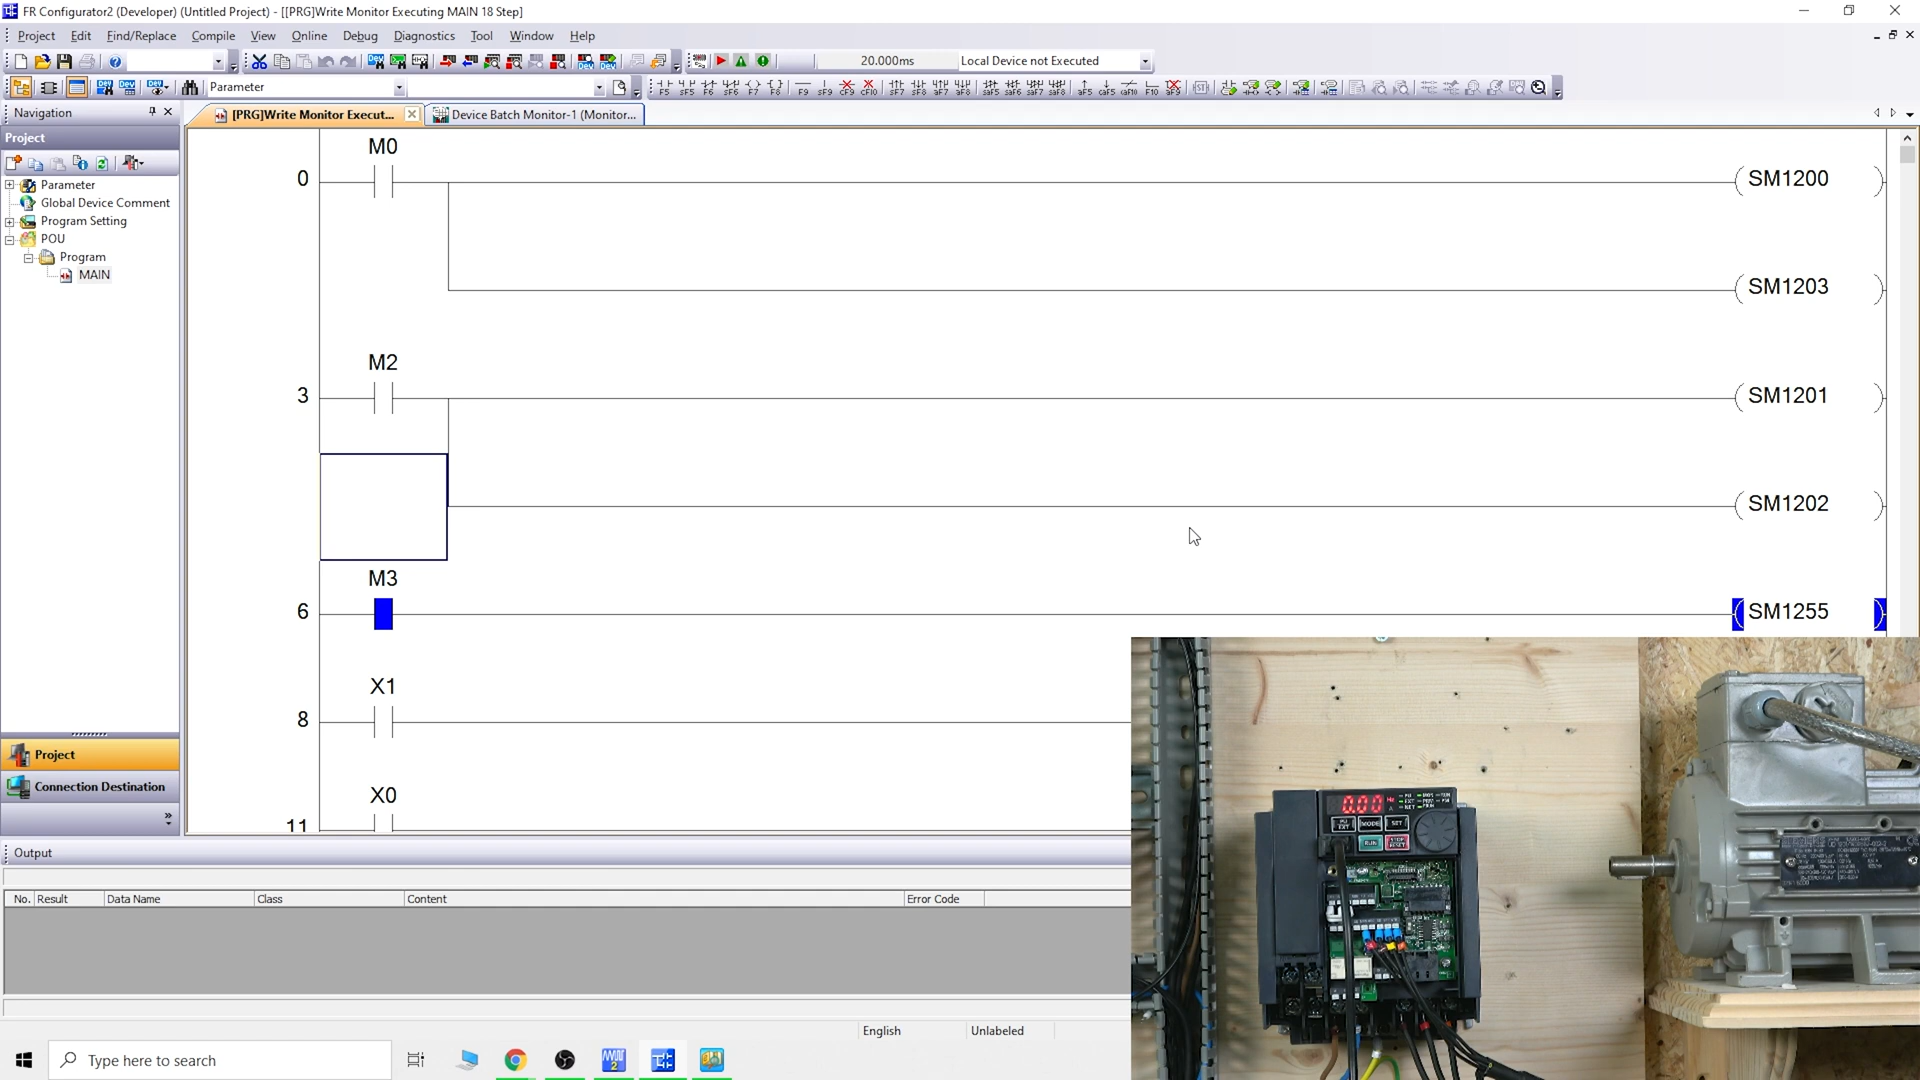 FR Configurator2 (Developer) (Untitled Project) - [[PRG]Write Monitor Executing MAIN 18 Step]
Project Edit Find/Replace Compile View Online Debug Diagnostics Tool Window Help
20.000ms Local Device not Executed
Parameter
Navigation
[PRG]Write Monitor Execut...
Device Batch Monitor-1 (Monitor...
Project
Parameter
Global Device Comment
Program Setting
POU
Program
MAIN
M0
0
SM1200
SM1203
M2
3
SM1201
SM1202
M3
6
SM1255
X1
8
X0
11
Project
Connection Destination
Output
No. Result Data Name Class Content Error Code
English Unlabeled
Type here to search
0.00
MODE
SET
RUN